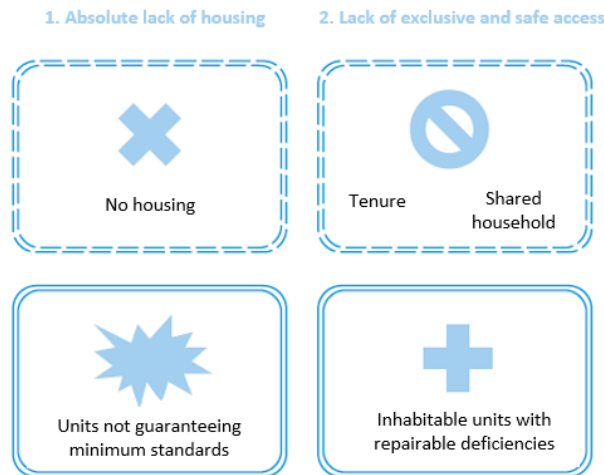 1. Absolute lack of housing
2. Lack of exclusive and safe access
No housing
Tenure
Shared
household
Units not guaranteeing
minimum standards
Inhabitable units with
repairable deficiencies